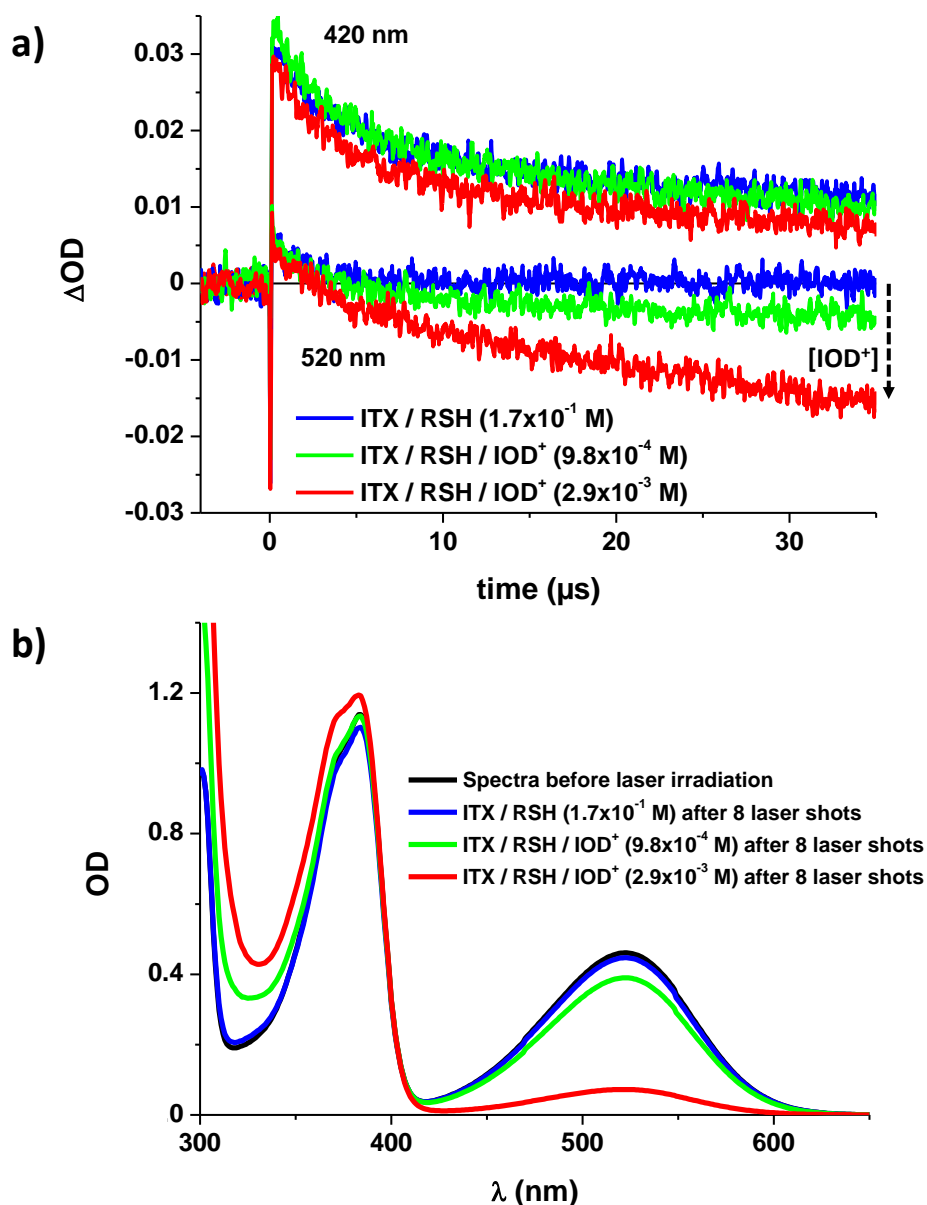 a)
420 nm
0.03
0.02
0.01
0
-0.01
-0.02
-0.03
ΔOD
520 nm
[IOD⁺]
ITX / RSH (1.7x10⁻¹ M)
ITX / RSH / IOD⁺ (9.8x10⁻⁴ M)
ITX / RSH / IOD⁺ (2.9x10⁻³ M)
0 10 20 30
time (µs)
b)
1.2
0.8
0.4
0
OD
Spectra before laser irradiation
ITX / RSH (1.7x10⁻¹ M) after 8 laser shots
ITX / RSH / IOD⁺ (9.8x10⁻⁴ M) after 8 laser shots
ITX / RSH / IOD⁺ (2.9x10⁻³ M) after 8 laser shots
300 400 500 600
λ (nm)